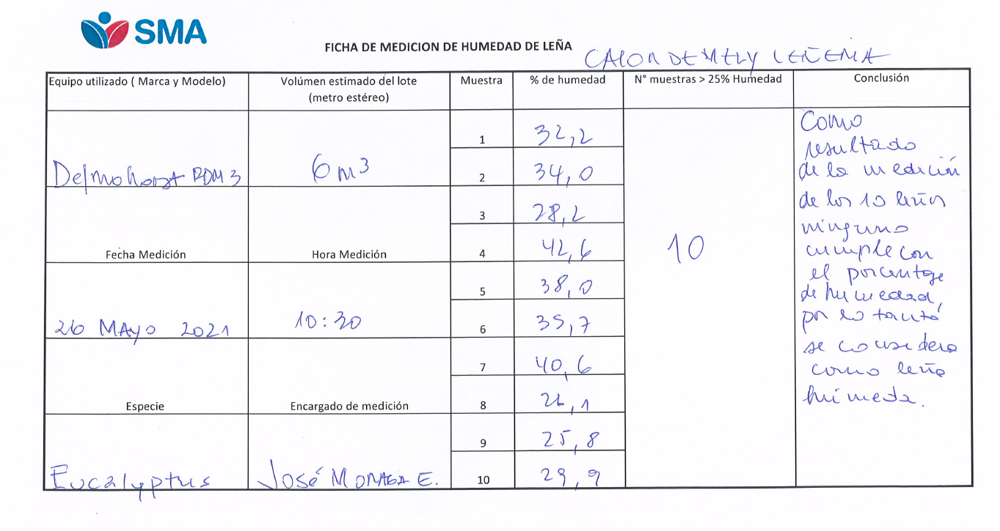 SMA
FICHA DE MEDICION DE HUMEDAD DE LEÑA
CALOR DE MELY LEÑERIA
Equipo utilizado ( Marca y Modelo)
Volúmen estimado del lote
(metro estéreo)
Muestra
% de humedad
N° muestras > 25% Humedad
Conclusión
Delmohorst RDM 3
6 m³
1 32,2
2 34,0
3 28,2
4 42,6
5 38,0
6 35,7
7 40,6
8 26,1
9 25,8
10 29,9
10
Como
resultado
de la medición
de los 10 leños
ninguno
cumple con
el porcentaje
de humedad,
por lo tanto
se considera
como leña
húmeda.
Fecha Medición
Hora Medición
26 MAYO 2021
10:30
Especie
Encargado de medición
Eucalyptus
José MORAGA E.